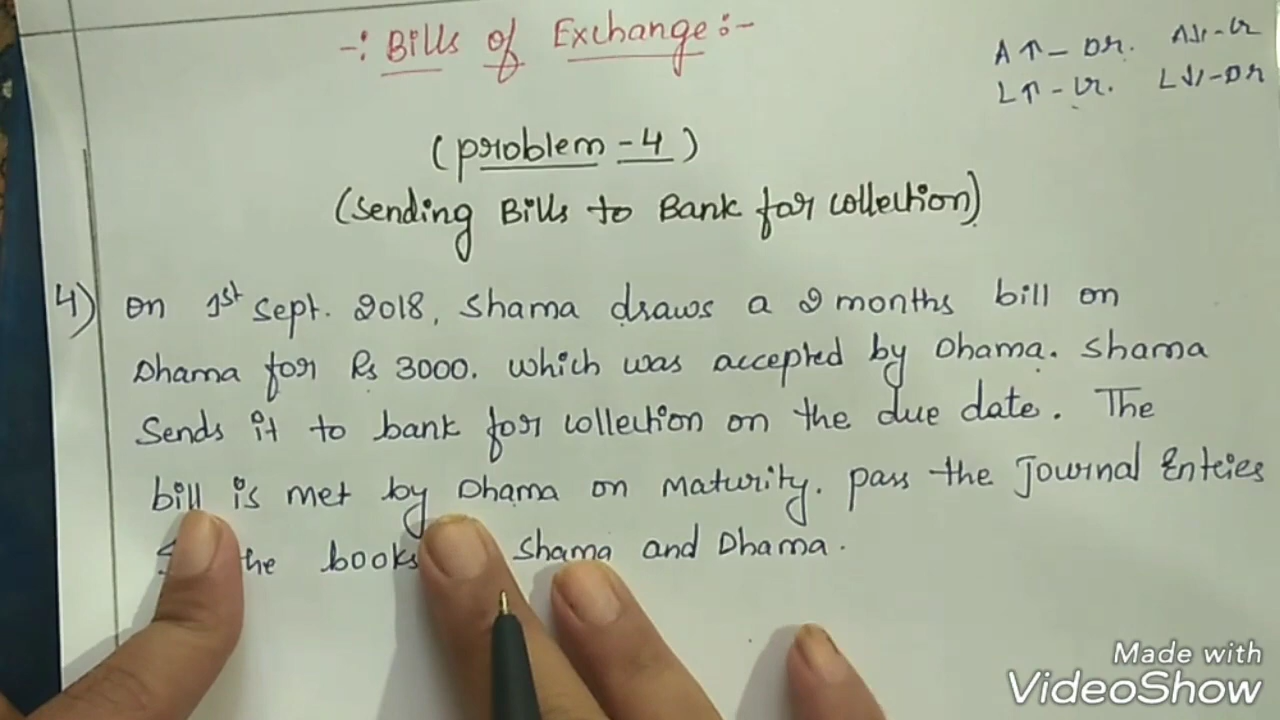 -: Bills of Exchange :-
A↑- Dr. A↓- Cr
L↑- Cr. L↓- Dr
(problem - 4)
(Sending Bills to Bank for collection)
4) On 1st Sept. 2018, Shama draws a 2 months bill on
Dhama for Rs 3000. which was accepted by Dhama. Shama
Sends it to bank for collection on the due date. The
bill is met by Dhama on maturity. pass the Journal Entries
the books Shama and Dhama.
Made with
VideoShow